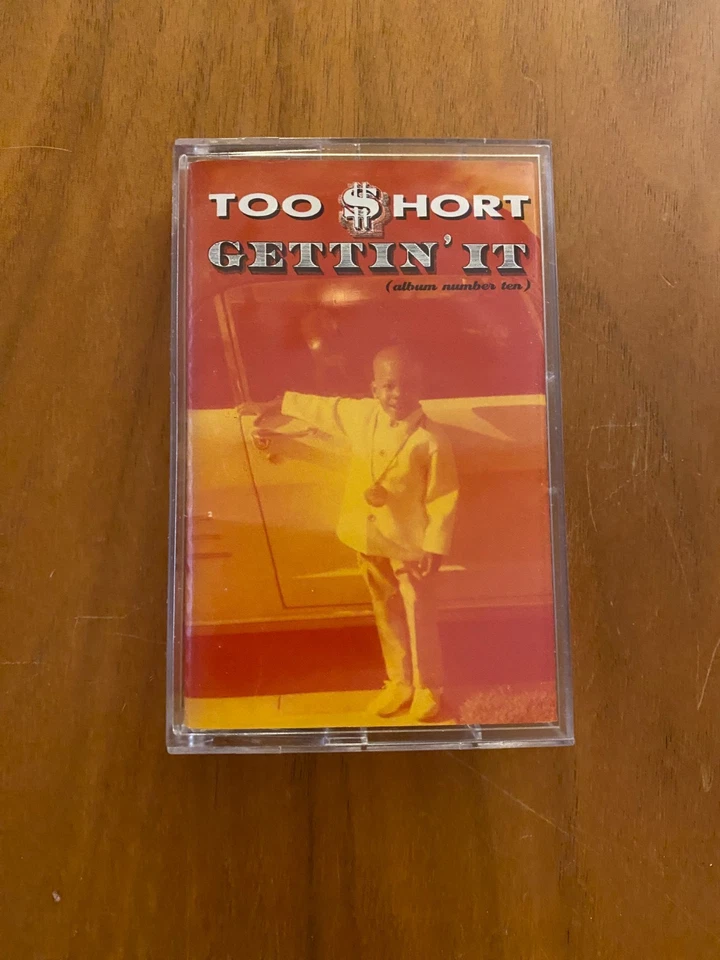 TOO $HORT
GETTIN' IT
(album number ten)